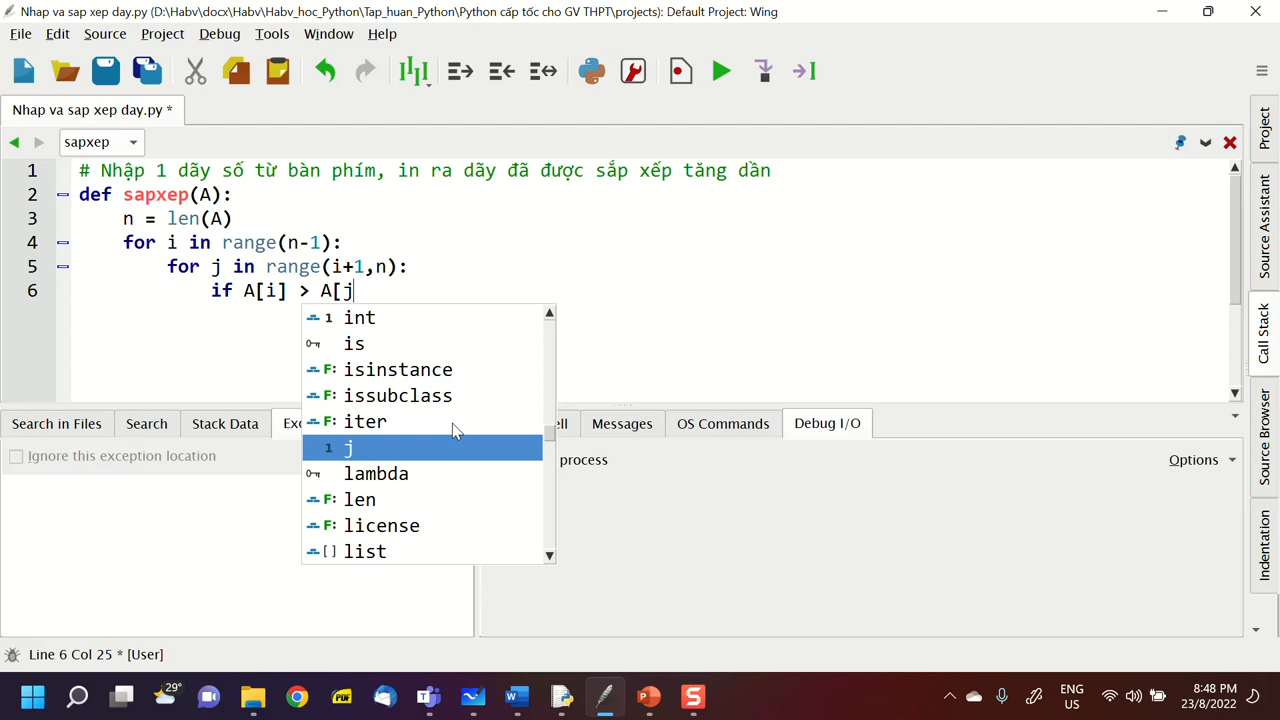 Nhap va sap xep day.py (D:\Habv\docx\Habv\Habv_hoc_Python\Tap_huan_Python\Python cấp tốc cho GV THPT\projects): Default Project: Wing
File Edit Source Project Debug Tools Window Help
Nhap va sap xep day.py *
sapxep
1 # Nhập 1 dãy số từ bàn phím, in ra dãy đã được sắp xếp tăng dần
2 def sapxep(A):
3 n = len(A)
4 for i in range(n-1):
5 for j in range(i+1,n):
6 if A[i] > A[j
1 int
is
F: isinstance
F: issubclass
F: iter
1 j
lambda
F: len
F: license
[] list
Project
Source Assistant
Call Stack
Source Browser
Indentation
Search in Files Search Stack Data Exc ell Messages OS Commands Debug I/O
Ignore this exception location
process Options
Line 6 Col 25 * [User]
29°
PDF
S
ENG
US
8:48 PM
23/8/2022